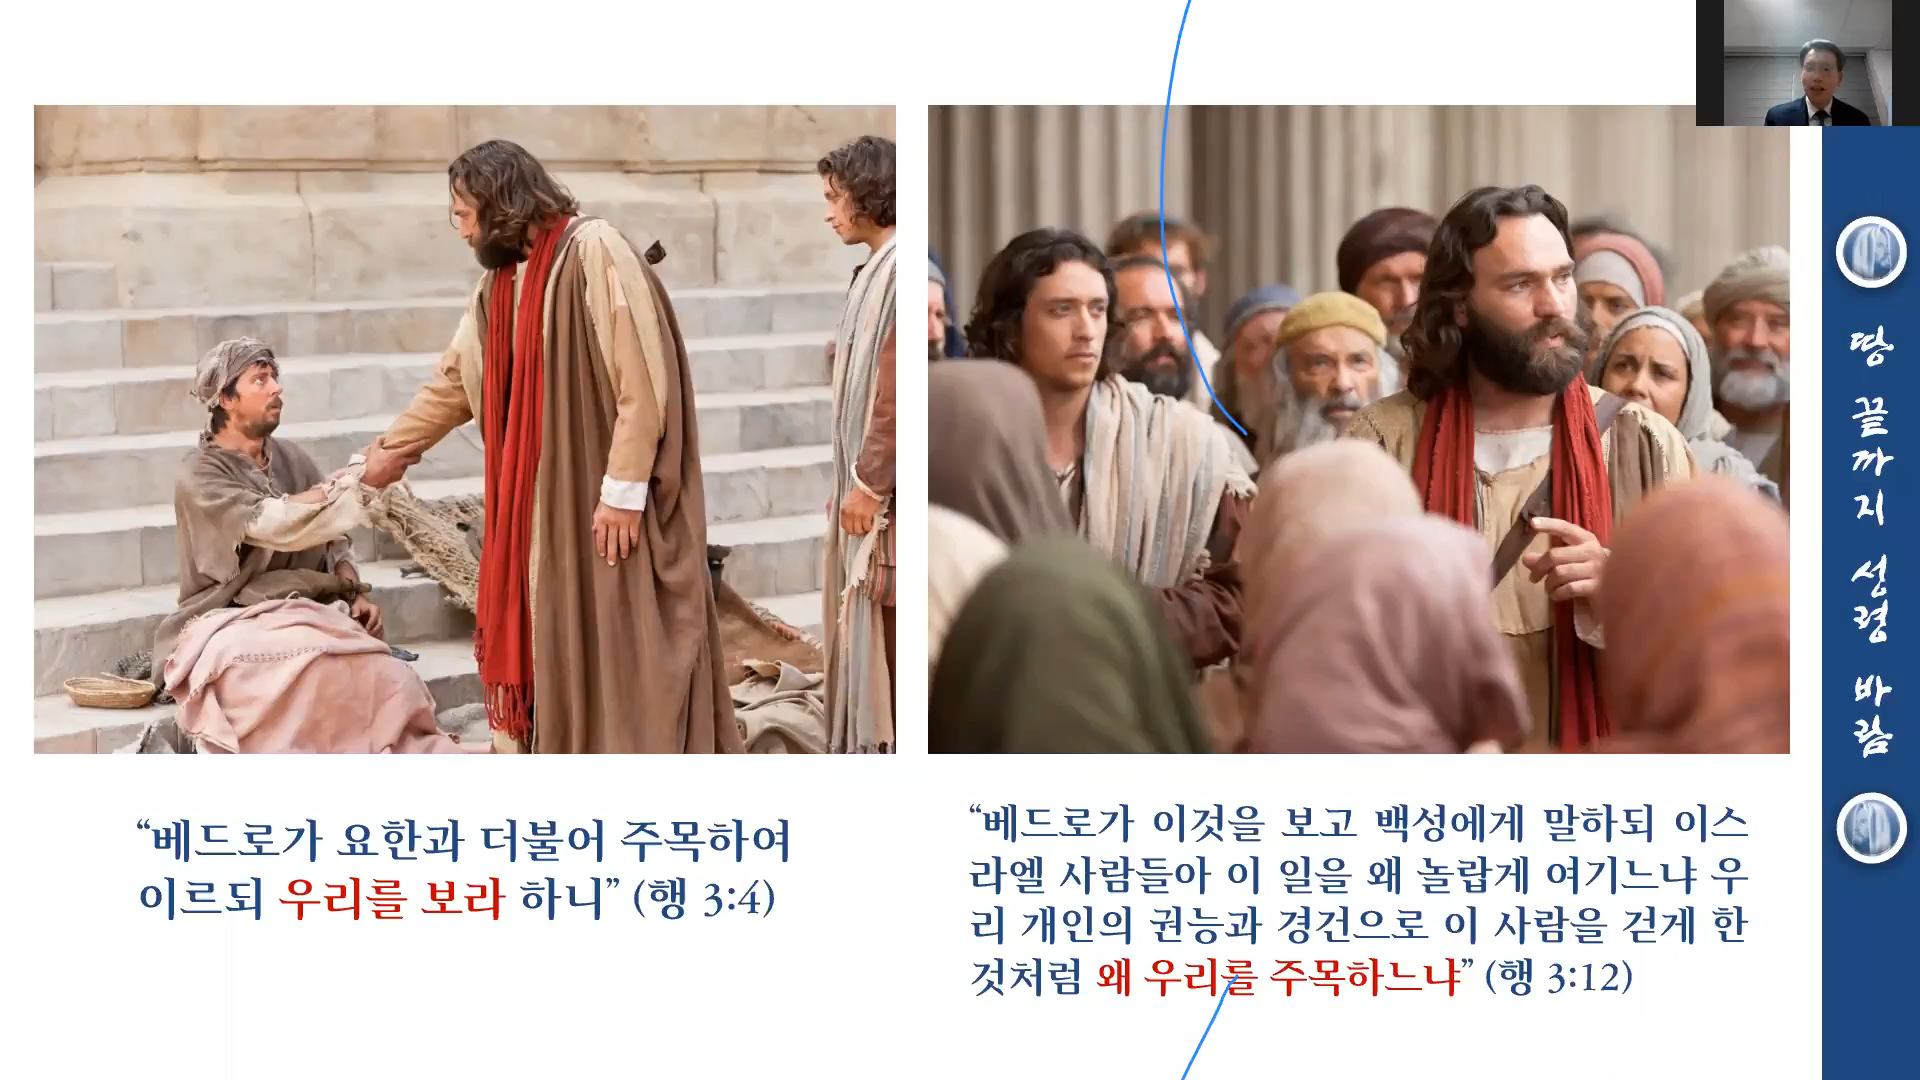 “베드로가 요한과 더불어 주목하여
이르되 우리를 보라 하니” (행 3:4)
“베드로가 이것을 보고 백성에게 말하되 이스
라엘 사람들아 이 일을 왜 놀랍게 여기느냐 우
리 개인의 권능과 경건으로 이 사람을 걷게 한
것처럼 왜 우리를 주목하느냐” (행 3:12)
땅 끝까지 성령 바람